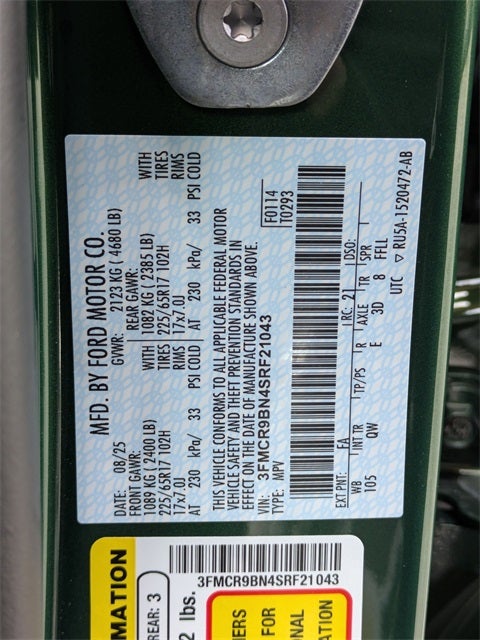 MFD. BY FORD MOTOR CO.
DATE: 08/25 GVWR: 2123 KG ( 4680 LB)
FRONT GAWR: REAR GAWR:
1089 KG ( 2400 LB) WITH 1082 KG ( 2385 LB) WITH
225/65R17 102H TIRES 225/65R17 102H TIRES
17x7.0J RIMS 17x7.0J RIMS
AT 230 kPa/ 33 PSI COLD AT 230 kPa/ 33 PSI COLD
THIS VEHICLE CONFORMS TO ALL APPLICABLE FEDERAL MOTOR
VEHICLE SAFETY AND THEFT PREVENTION STANDARDS IN
EFFECT ON THE DATE OF MANUFACTURE SHOWN ABOVE.
VIN: 3FMCR9BN4SRF21043 F0114
TYPE: MPV T0293
EXT PNT: FA RC: 21 DSO:
WB INT TR TP/PS R AXLE TR SPR
105 QW E 3D 8 FFLL
UTC ▽ RU5A-1520472-AB
MATION
REAR: 3
2 lbs.
3FMCR9BN4SRF21043
IERS
FOR
ONAL